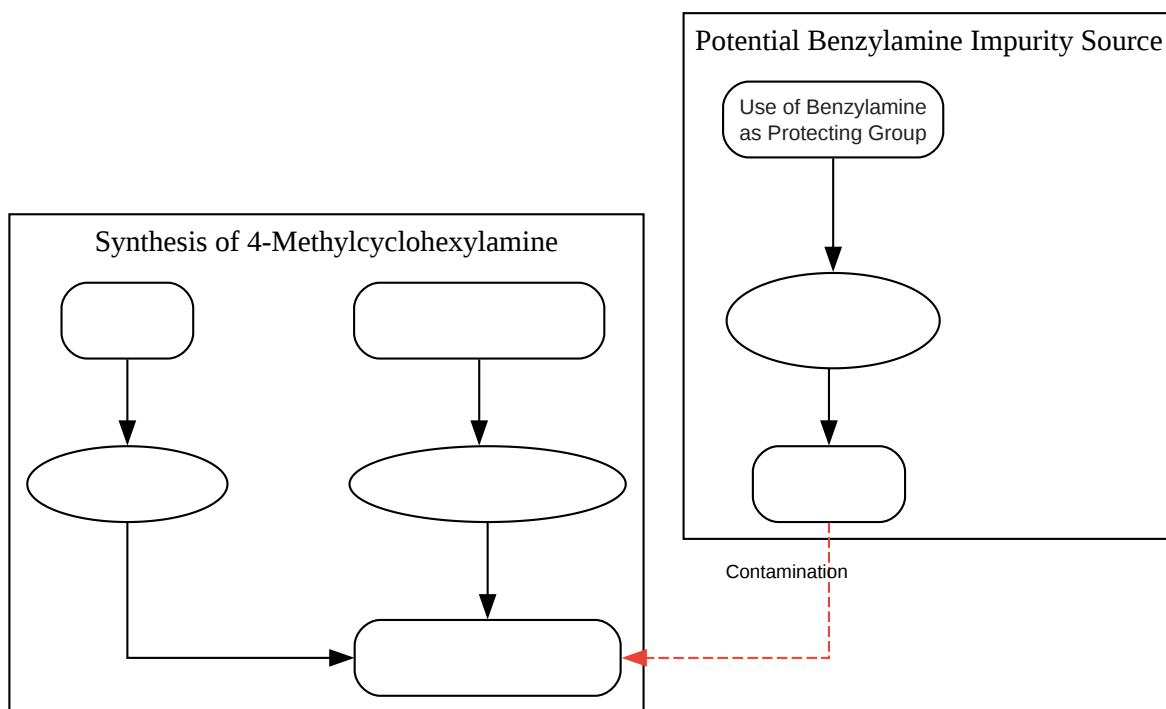 Potential Benzylamine Impurity Source
Use of Benzylamine
as Protecting Group
Synthesis of 4-Methylcyclohexylamine
Contamination